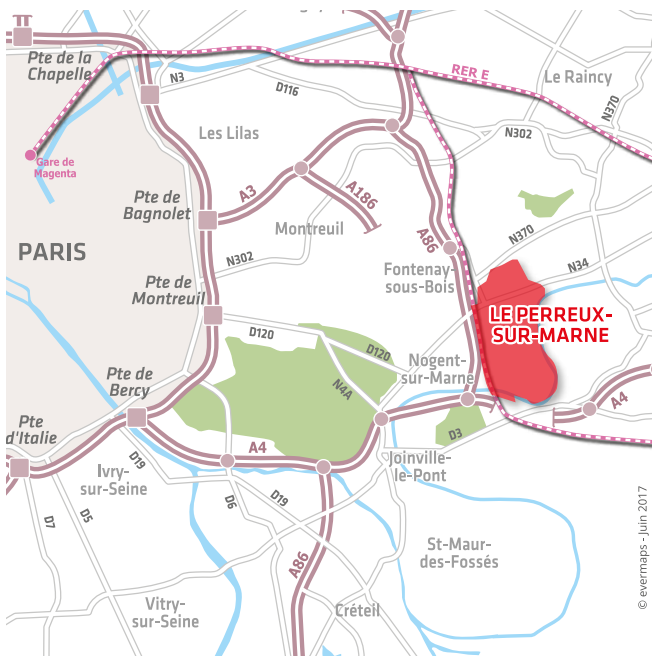 Pte de la
Chapelle
N3
RER E
Le Raincy
D116
N370
Les Lilas
N302
Gare de
Magenta
Pte de
Bagnolet
A3
A186
Montreuil
A86
N370
PARIS
N302
Fontenay-
sous-Bois
N34
Pte de
Montreuil
LE PERREUX-
SUR-MARNE
D120
D120
Nogent-
sur-Marne
Pte de
Bercy
N4A
A4
Pte
d'Italie
A4
D3
D19
Ivry-
sur-Seine
Joinville-
le-Pont
D7
D5
D6
D19
St-Maur-
des-Fossés
A86
Vitry-
sur-Seine
Créteil
© evermaps - Juin 2017